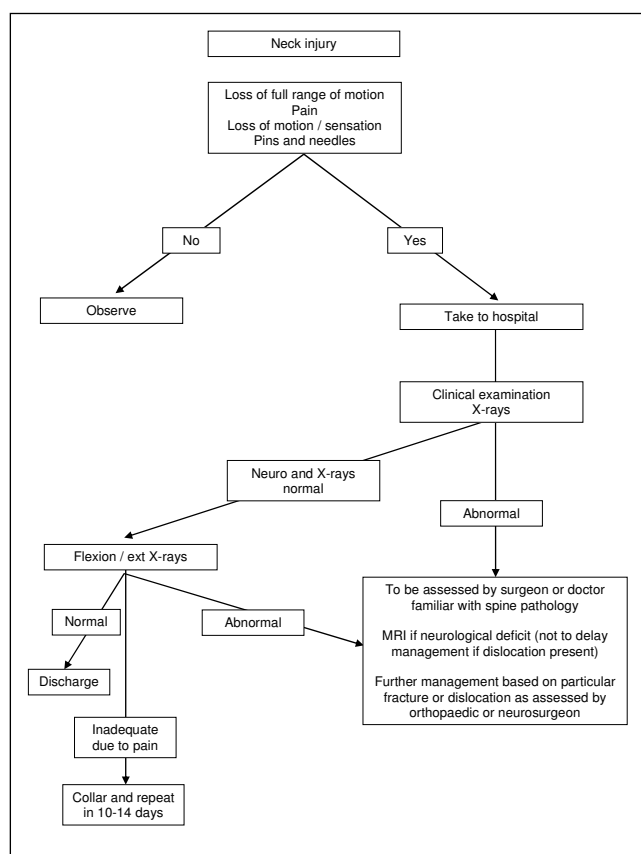 Neck injury
Loss of full range of motion
Pain
Loss of motion / sensation
Pins and needles
No
Yes
Observe
Take to hospital
Clinical examination
X-rays
Neuro and X-rays
normal
Abnormal
Flexion / ext X-rays
Normal
Abnormal
Discharge
To be assessed by surgeon or doctor
familiar with spine pathology
MRI if neurological deficit (not to delay
management if dislocation present)
Further management based on particular
fracture or dislocation as assessed by
orthopaedic or neurosurgeon
Inadequate
due to pain
Collar and repeat
in 10-14 days